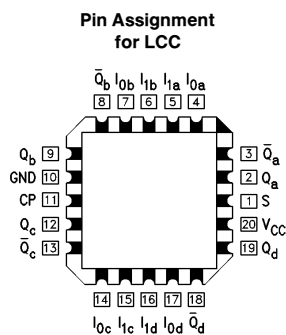 Pin Assignment
for LCC
Q̅b I0b I1b I1a I0a
8 7 6 5 4
Qb 9
GND 10
CP 11
Qc 12
Q̅c 13
3 Q̅a
2 Qa
1 S
20 VCC
19 Qd
14 15 16 17 18
I0c I1c I1d I0d Q̅d